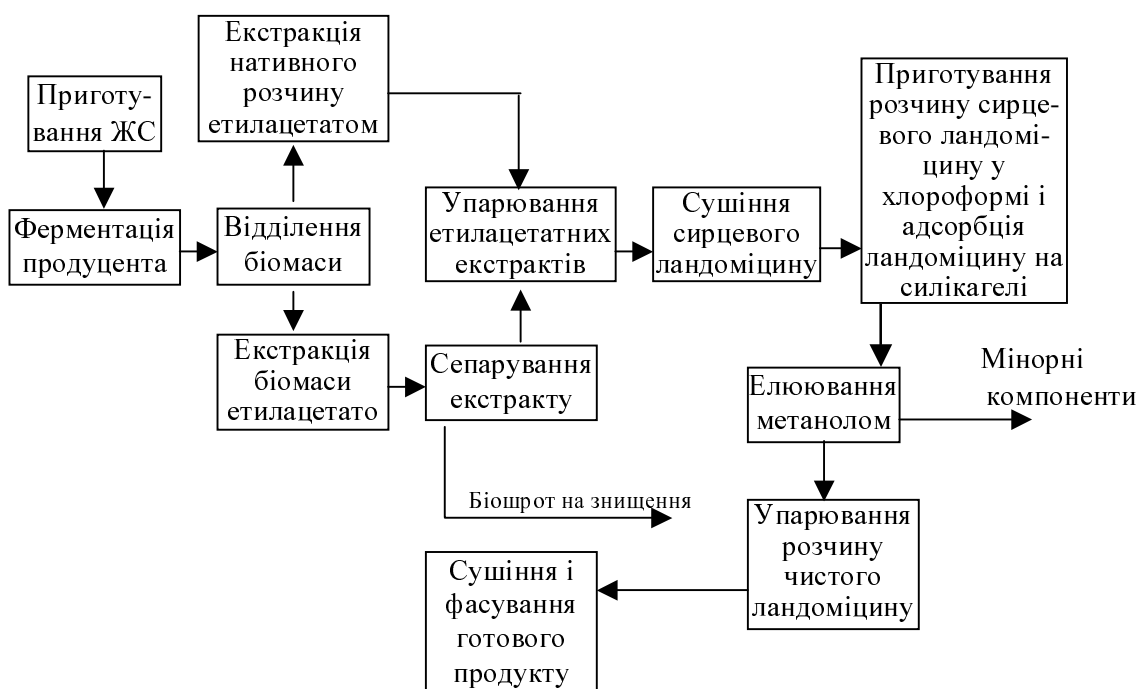 Приготу-
вання ЖС
Ферментація
продуцента
Екстракція
нативного
розчину
етилацетатом
Відділення
біомаси
Екстракція
біомаси
етилацетато
Сепарування
екстракту
Біошрот на знищення
Упарювання
етилацетатних
екстрактів
Сушіння
сирцевого
ландоміцину
Приготування
розчину сирце-
вого ландомі-
цину у
хлороформі і
адсорбція
ландоміцину на
силікагелі
Елюювання
метанолом
Мінорні
компоненти
Упарювання
розчину
чистого
ландоміцину
Сушіння і
фасування
готового
продукту